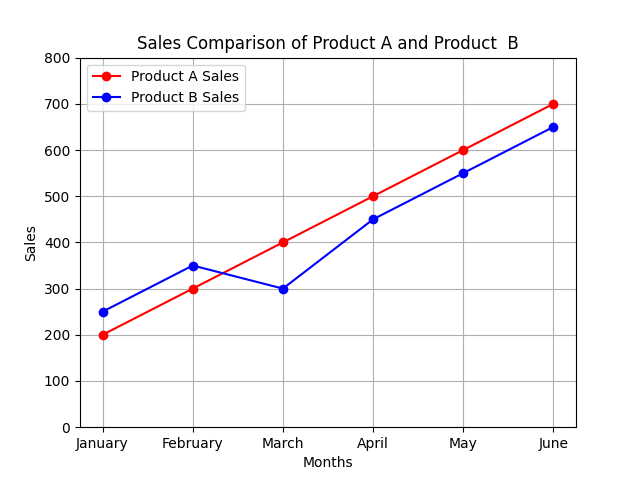 Sales Comparison of Product A and Product  B
Product A Sales
Product B Sales
800
700
600
500
400
300
200
100
0
Sales
January February March April May June
Months